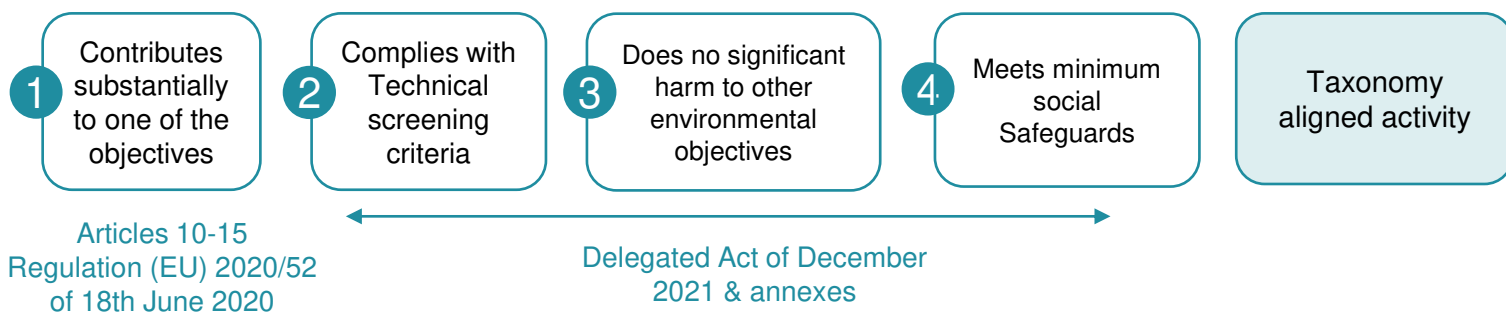 1
Contributes
substantially
to one of the
objectives
2
Complies with
Technical
screening
criteria
3
Does no significant
harm to other
environmental
objectives
4.
Meets minimum
social
Safeguards
Taxonomy
aligned activity
Articles 10-15
Regulation (EU) 2020/52
of 18th June 2020
Delegated Act of December
2021 & annexes